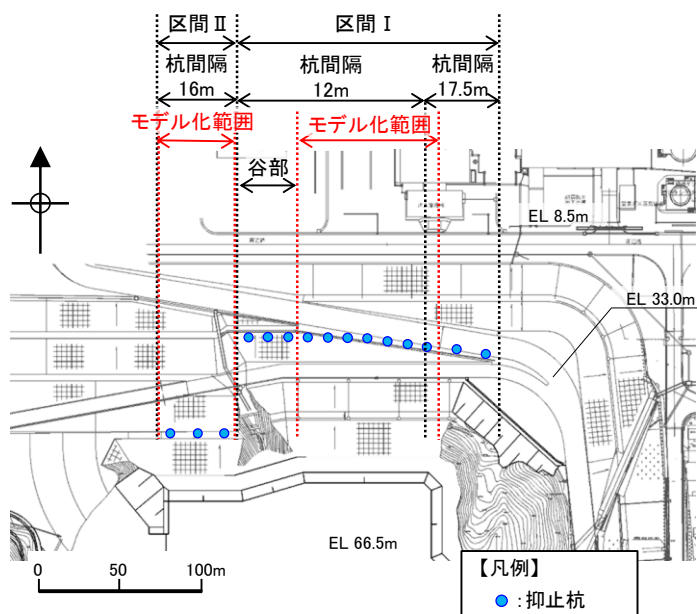 区間Ⅱ
区間Ⅰ
杭間隔
16m
杭間隔
12m
杭間隔
17.5m
モデル化範囲
モデル化範囲
谷部
EL 8.5m
EL 33.0m
EL 66.5m
0
50
100m
【凡例】
:抑止杭